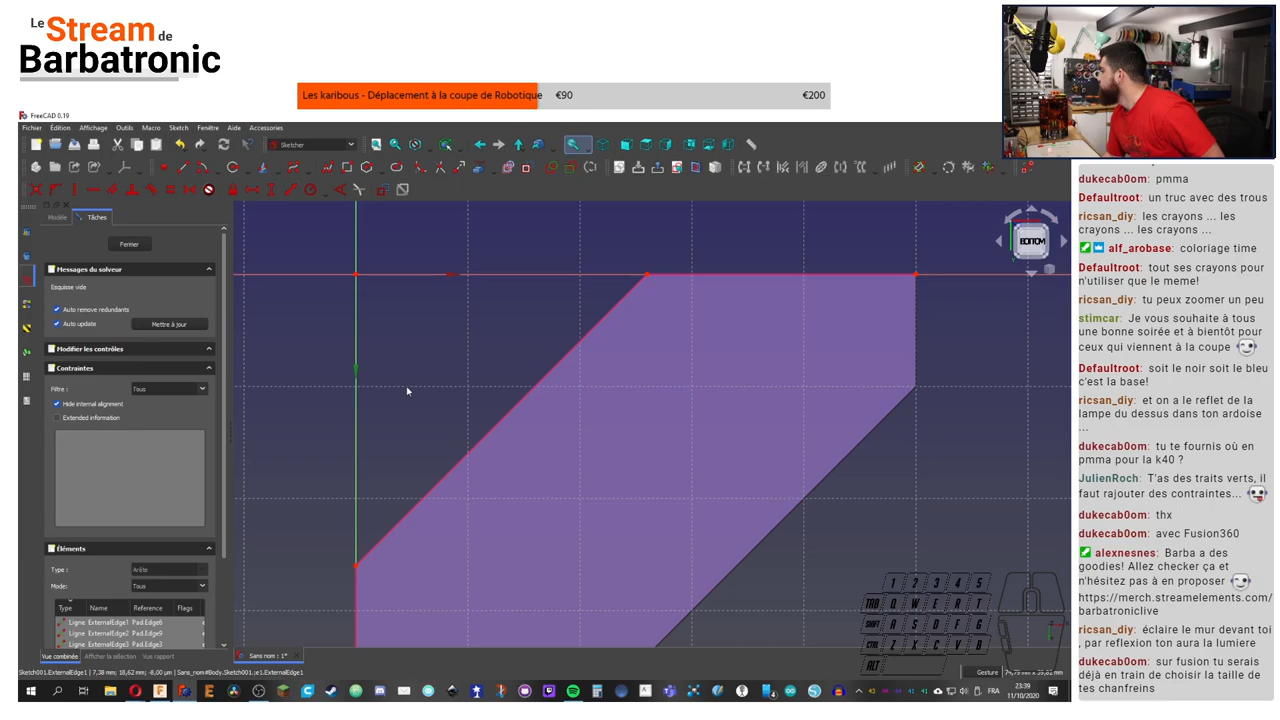 Le Stream de
Barbatronic
Les karibous - Déplacement à la coupe de Robotique €90 €200
FreeCAD 0.19
Fichier Édition Affichage Outils Macro Sketch Fenêtre Aide Accessories
Sketcher
Modèle Tâches
Fermer
Messages du solveur
Esquisse vide
Auto remove redundants
Auto update Mettre à jour
Modifier les contrôles
Contraintes
Filtre : Tous
Hide internal alignment
Extended information
Éléments
Type : Arête
Mode: Tous
Type Name Reference Flags
Ligne ExternalEdge1 Pad.Edge6
Ligne ExternalEdge2 Pad.Edge9
Ligne ExternalEdge3 Pad.Edge3
Vue combinée Afficher la sélection Vue rapport
Sans nom : 1*
Gesture
BOTTOM
1 2 3 4 5
TAB Q W E R T
SHIFT A S D F G
CTRL Z X C V B
ALT
FRA
23:39
11/10/2020
dukecab0om: pmma
Defaultroot: un truc avec des trous
ricsan_diy: les crayons ... les
crayons ... les crayons ...
alf_arobase: coloriage time
Defaultroot: tout ses crayons pour
n'utiliser que le meme!
ricsan_diy: tu peux zoomer un peu
stimcar: Je vous souhaite à tous
une bonne soirée et à bientôt pour
ceux qui viennent à la coupe
Defaultroot: soit le noir soit le bleu
c'est la base!
ricsan_diy: et on a le reflet de la
lampe du dessus dans ton ardoise
...
dukecab0om: tu te fournis où en
pmma pour la k40 ?
JulienRoch: T'as des traits verts, il
faut rajouter des contraintes...
dukecab0om: thx
dukecab0om: avec Fusion360
alexnesnes: Barba a des
goodies! Allez checker ça et
n'hésitez pas à en proposer
https://merch.streamelements.com/
barbatroniclive
ricsan_diy: éclaire le mur devant toi
, par reflexion ton aura la lumière
dukecab0om: sur fusion tu serais
déjà en train de choisir la taille de
tes chanfreins